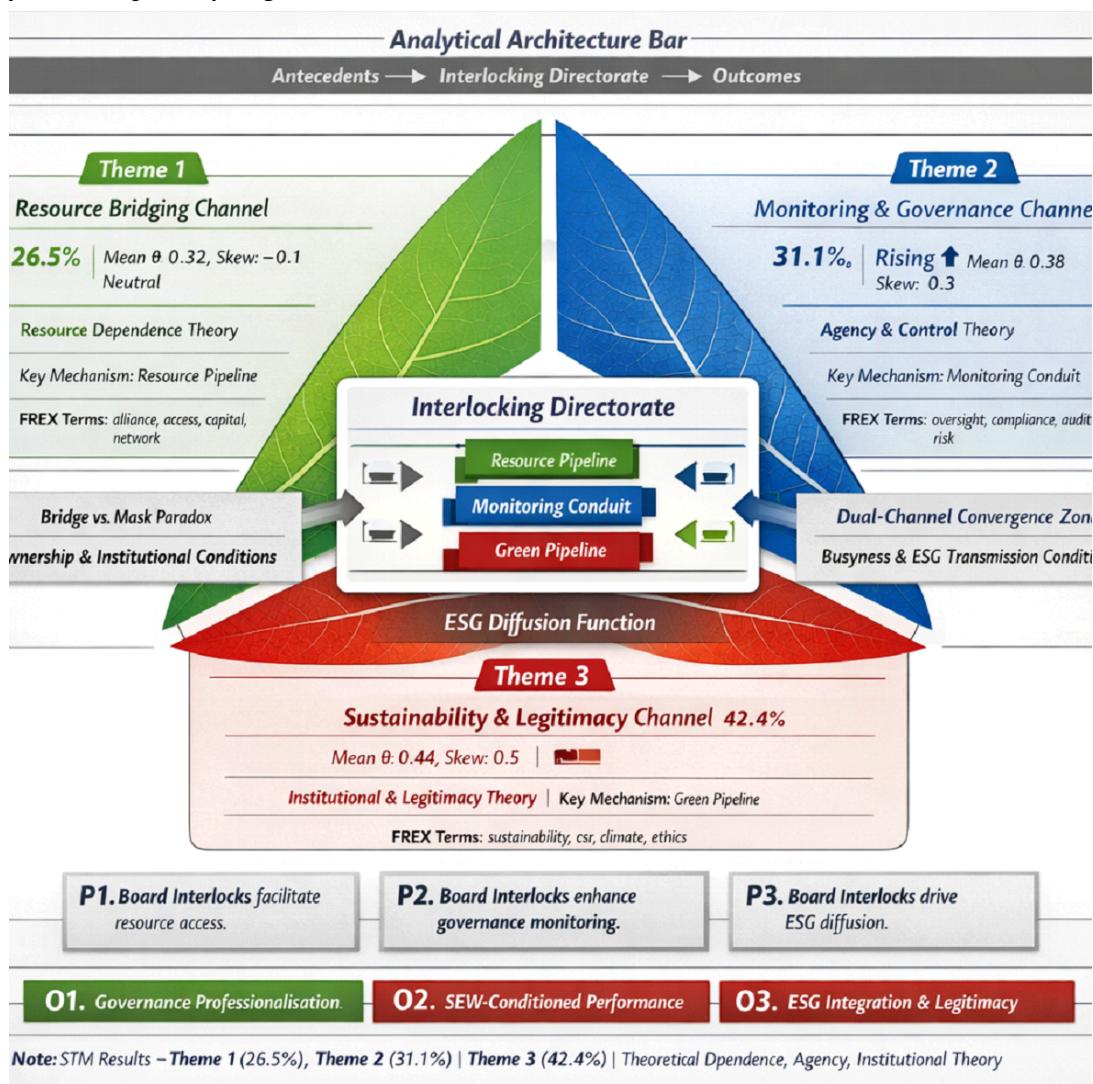 Analytical Architecture Bar
Antecedents → Interlocking Directorate → Outcomes
Theme 1
Resource Bridging Channel
26.5% | Mean θ 0.32, Skew: –0.1
Neutral
Resource Dependence Theory
Key Mechanism: Resource Pipeline
FREX Terms: alliance, access, capital,
network
Theme 2
Monitoring & Governance Channe
31.1%。 | Rising ↑ Mean θ. 0.38
Skew: 0.3
Agency & Control Theory
Key Mechanism: Monitoring Conduit
FREX Terms: oversight, compliance, audit
risk
Interlocking Directorate
Resource Pipeline
Monitoring Conduit
Green Pipeline
Bridge vs. Mask Paradox
wnership & Institutional Conditions
Dual-Channel Convergence Zon
Busyness & ESG Transmission Conditi
ESG Diffusion Function
Theme 3
Sustainability & Legitimacy Channel 42.4%
Mean θ: 0.44, Skew: 0.5 |
Institutional & Legitimacy Theory | Key Mechanism: Green Pipeline
FREX Terms: sustainability, csr, climate, ethics
P1. Board Interlocks facilitate
resource access.
P2. Board Interlocks enhance
governance monitoring.
P3. Board Interlocks drive
ESG diffusion.
O1. Governance Professionalisation.
O2. SEW-Conditioned Performance
O3. ESG Integration & Legitimacy
Note: STM Results – Theme 1 (26.5%), Theme 2 (31.1%) | Theme 3 (42.4%) | Theoretical Dpendence, Agency, Institutional Theory